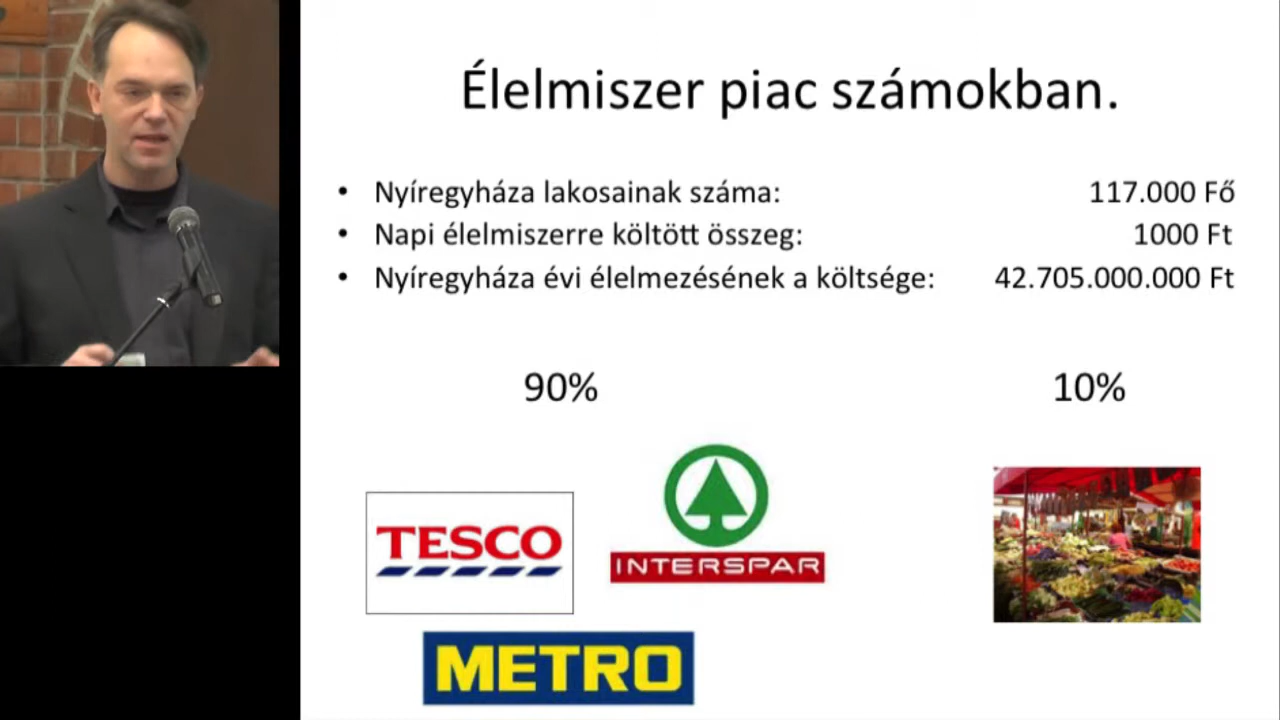 Élelmiszer piac számokban.
• Nyíregyháza lakosainak száma: 117.000 Fő
• Napi élelmiszerre költött összeg: 1000 Ft
• Nyíregyháza évi élelmezésének a költsége: 42.705.000.000 Ft
90% 10%
TESCO
INTERSPAR
METRO